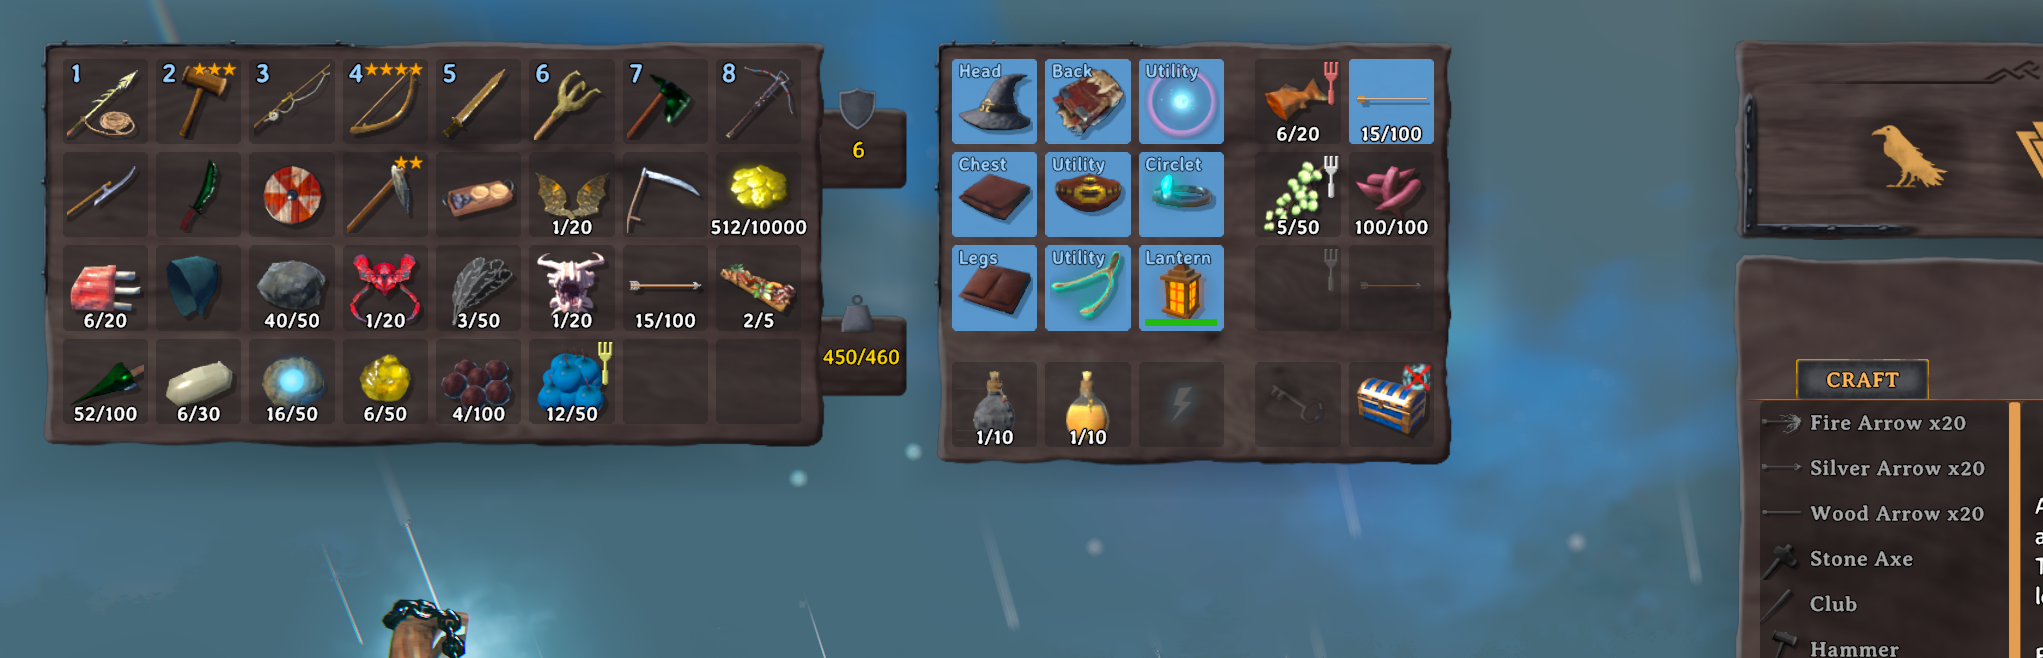 1 2 3 4 5 6 7 8
6
512/10000
1/20
6/20 40/50 1/20 3/50 1/20 15/100 2/5
450/460
52/100 6/30 16/50 6/50 4/100 12/50
Head Back Utility
6/20 15/100
Chest Utility Circlet
5/50 100/100
Legs Utility Lantern
1/10 1/10
CRAFT
Fire Arrow x20
Silver Arrow x20
Wood Arrow x20
Stone Axe
Club
Hammer